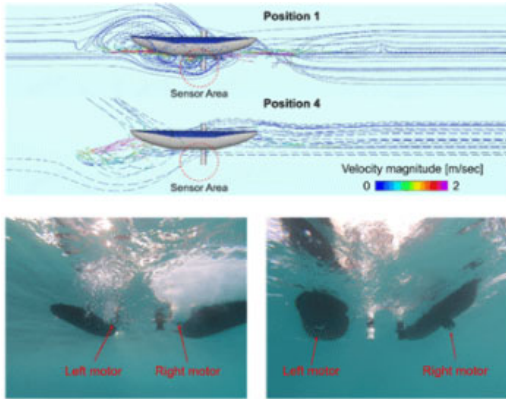 Position 1
Sensor Area
Position 4
Sensor Area
Velocity magnitude [m/sec]
0 2
Left motor Right motor
Left motor Right motor